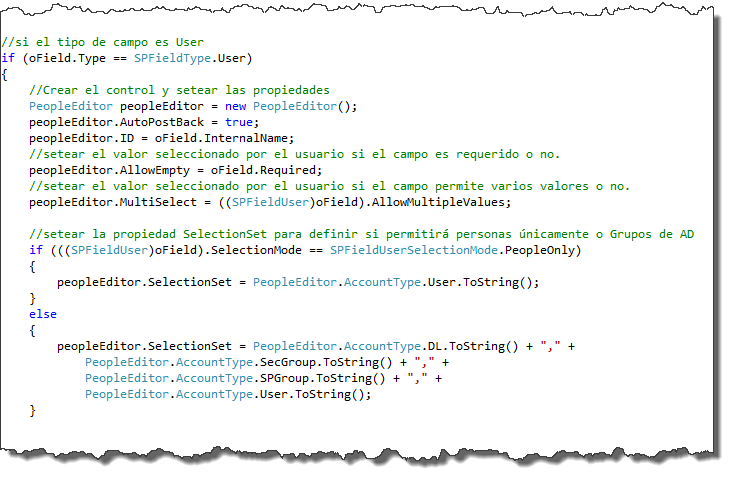 //si el tipo de campo es User
if (oField.Type == SPFieldType.User)
{
//Crear el control y setear las propiedades
PeopleEditor peopleEditor = new PeopleEditor();
peopleEditor.AutoPostBack = true;
peopleEditor.ID = oField.InternalName;
//setear el valor seleccionado por el usuario si el campo es requerido o no.
peopleEditor.AllowEmpty = oField.Required;
//setear el valor seleccionado por el usuario si el campo permite varios valores o no.
peopleEditor.MultiSelect = ((SPFieldUser)oField).AllowMultipleValues;
//setear la propiedad SelectionSet para definir si permitirá personas únicamente o Grupos de AD
if (((SPFieldUser)oField).SelectionMode == SPFieldUserSelectionMode.PeopleOnly)
{
peopleEditor.SelectionSet = PeopleEditor.AccountType.User.ToString();
}
else
{
peopleEditor.SelectionSet = PeopleEditor.AccountType.DL.ToString() + "," +
PeopleEditor.AccountType.SecGroup.ToString() + "," +
PeopleEditor.AccountType.SPGroup.ToString() + "," +
PeopleEditor.AccountType.User.ToString();
}